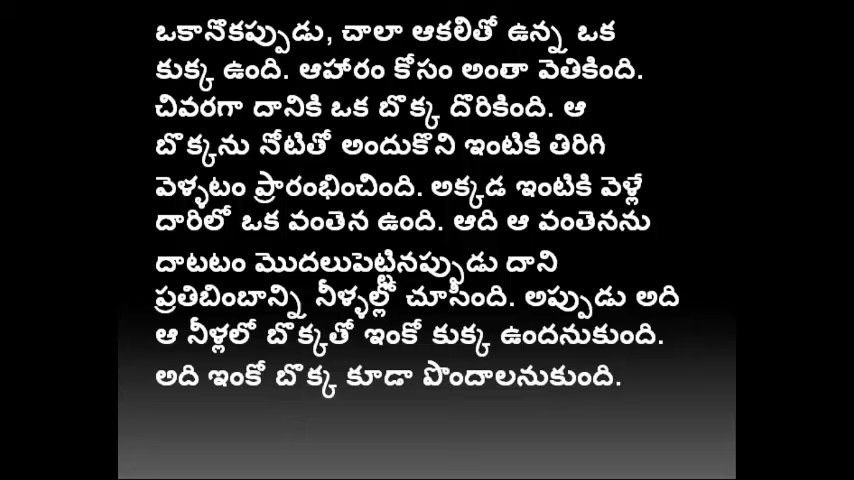 ఒకానొకప్పుడు, చాలా ఆకలితో ఉన్న ఒక
కుక్క ఉంది. ఆహారం కోసం అంతా వెతికింది.
చివరగా దానికి ఒక బొక్క దొరికింది. ఆ
బొక్కను నోటితో అందుకొని ఇంటికి తిరిగి
వెళ్ళటం ప్రారంభించింది. అక్కడ ఇంటికి వెళ్లే
దారిలో ఒక వంతెన ఉంది. ఆది ఆ వంతెనను
దాటటం మొదలుపెట్టినప్పుడు దాని
ప్రతిబింబాన్ని నీళ్ళల్లో చూసింది. అప్పుడు అది
ఆ నీళ్లలో బొక్కతో ఇంకో కుక్క ఉందనుకుంది.
అది ఇంకో బొక్క కూడా పొందాలనుకుంది.